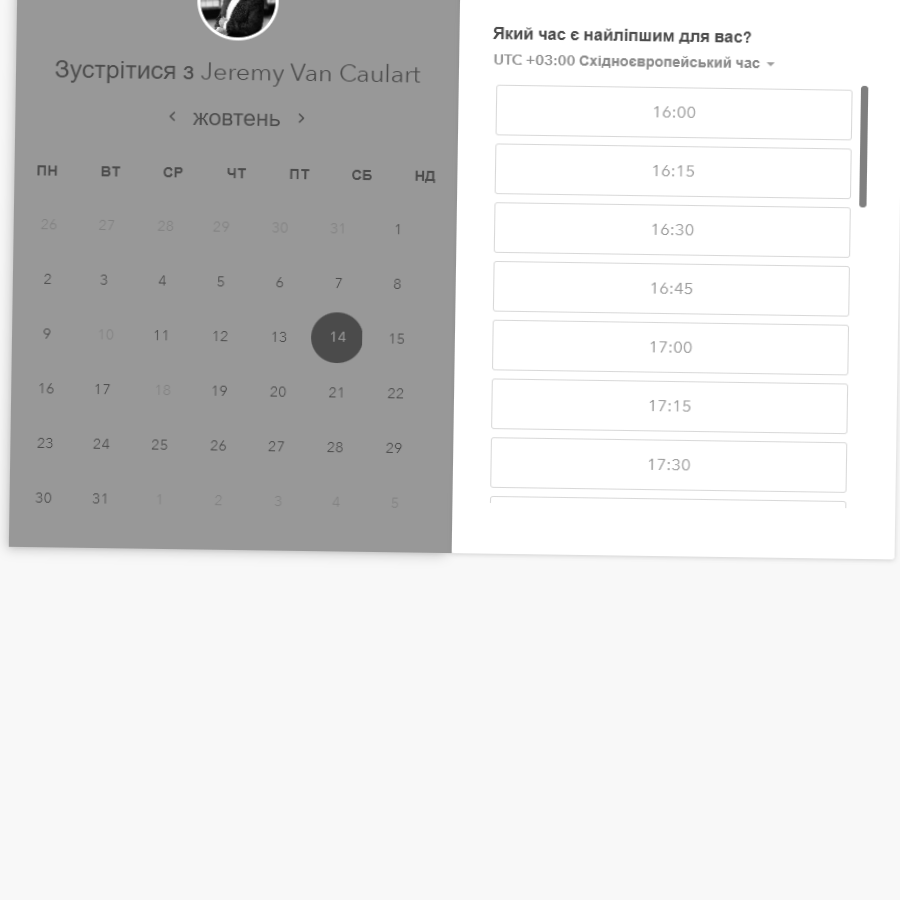 Зустрітися з Jeremy Van Caulart
жовтень
ПН ВТ СР ЧТ ПТ СБ НД
26 27 28 29 30 31 1
2 3 4 5 6 7 8
9 10 11 12 13 14 15
16 17 18 19 20 21 22
23 24 25 26 27 28 29
30 31 1 2 3 4 5
Який час є найліпшим для вас?
UTC +03:00 Східноєвропейський час
16:00
16:15
16:30
16:45
17:00
17:15
17:30